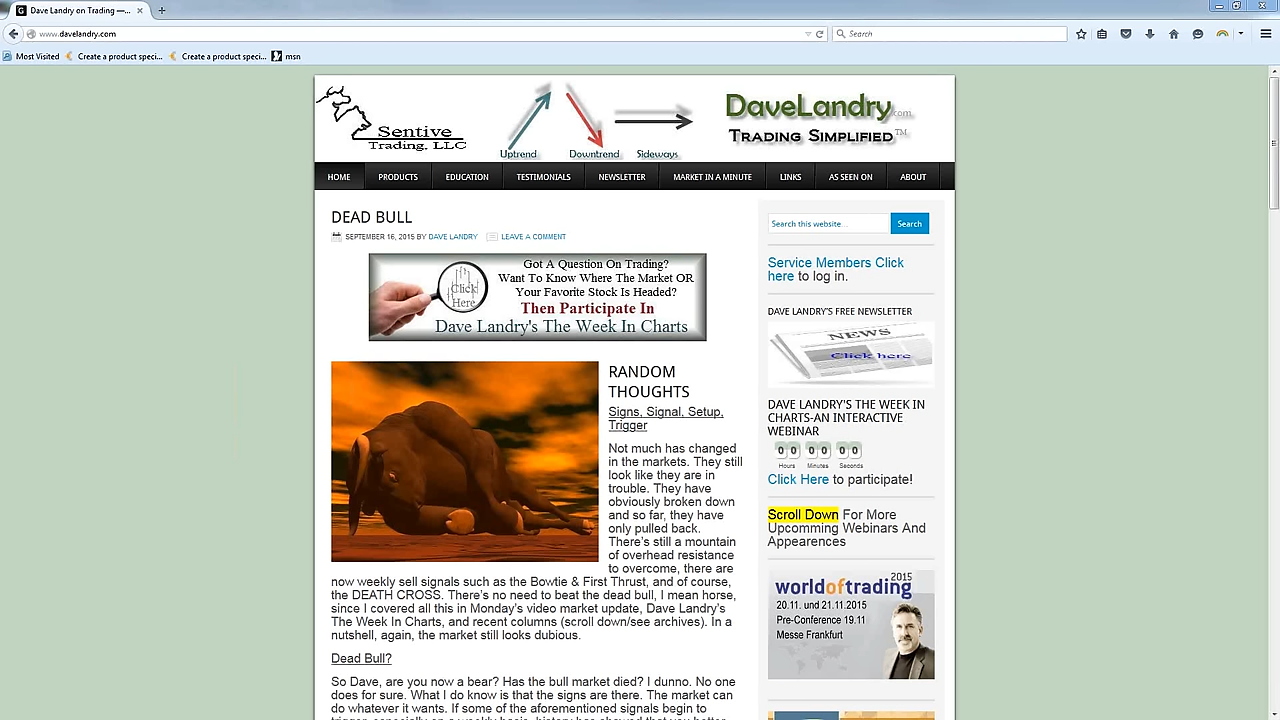 Dave Landry on Trading —...
www.davelandry.com
Search
Most Visited
Create a product speci...
Create a product speci...
msn
Sentive
Trading, LLC
Uptrend
Downtrend
Sideways
DaveLandry.com
TRADING SIMPLIFIED™
HOME
PRODUCTS
EDUCATION
TESTIMONIALS
NEWSLETTER
MARKET IN A MINUTE
LINKS
AS SEEN ON
ABOUT
DEAD BULL
SEPTEMBER 16, 2015 BY DAVE LANDRY
LEAVE A COMMENT
Click
Here
Got A Question On Trading?
Want To Know Where The Market OR
Your Favorite Stock Is Headed?
Then Participate In
Dave Landry's The Week In Charts
RANDOM
THOUGHTS
Signs, Signal, Setup,
Trigger
Not much has changed
in the markets. They still
look like they are in
trouble. They have
obviously broken down
and so far, they have
only pulled back.
There's still a mountain
of overhead resistance
to overcome, there are
now weekly sell signals such as the Bowtie & First Thrust, and of course,
the DEATH CROSS. There's no need to beat the dead bull, I mean horse,
since I covered all this in Monday's video market update, Dave Landry's
The Week In Charts, and recent columns (scroll down/see archives). In a
nutshell, again, the market still looks dubious.
Dead Bull?
So Dave, are you now a bear? Has the bull market died? I dunno. No one
does for sure. What I do know is that the signs are there. The market can
do whatever it wants. If some of the aforementioned signals begin to
Search this website...
Search
Service Members Click
here to log in.
DAVE LANDRY'S FREE NEWSLETTER
NEWS
Click here
DAVE LANDRY'S THE WEEK IN
CHARTS-AN INTERACTIVE
WEBINAR
0 0 0 0 0 0
Hours Minutes Seconds
Click Here to participate!
Scroll Down For More
Upcomming Webinars And
Appearences
2015
worldoftrading
20.11. und 21.11.2015
Pre-Conference 19.11
Messe Frankfurt